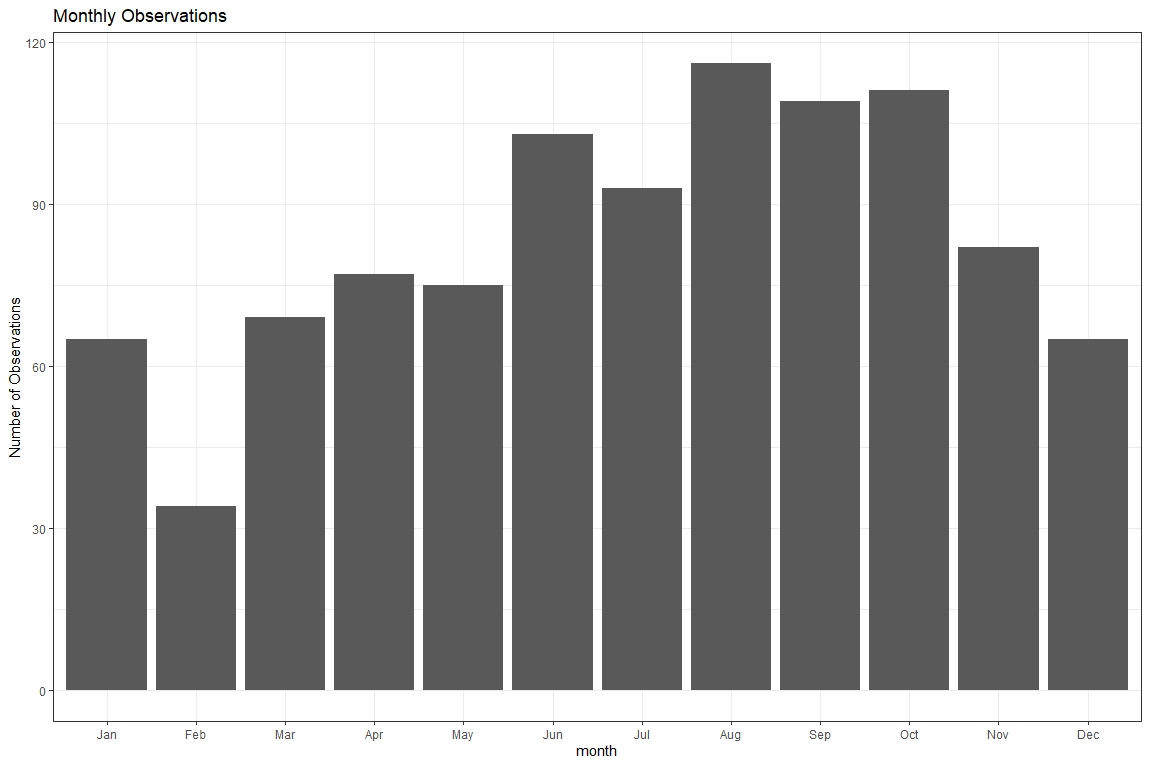 Monthly Observations
120
90
60
30
0
Number of Observations
Jan Feb Mar Apr May Jun Jul Aug Sep Oct Nov Dec
month